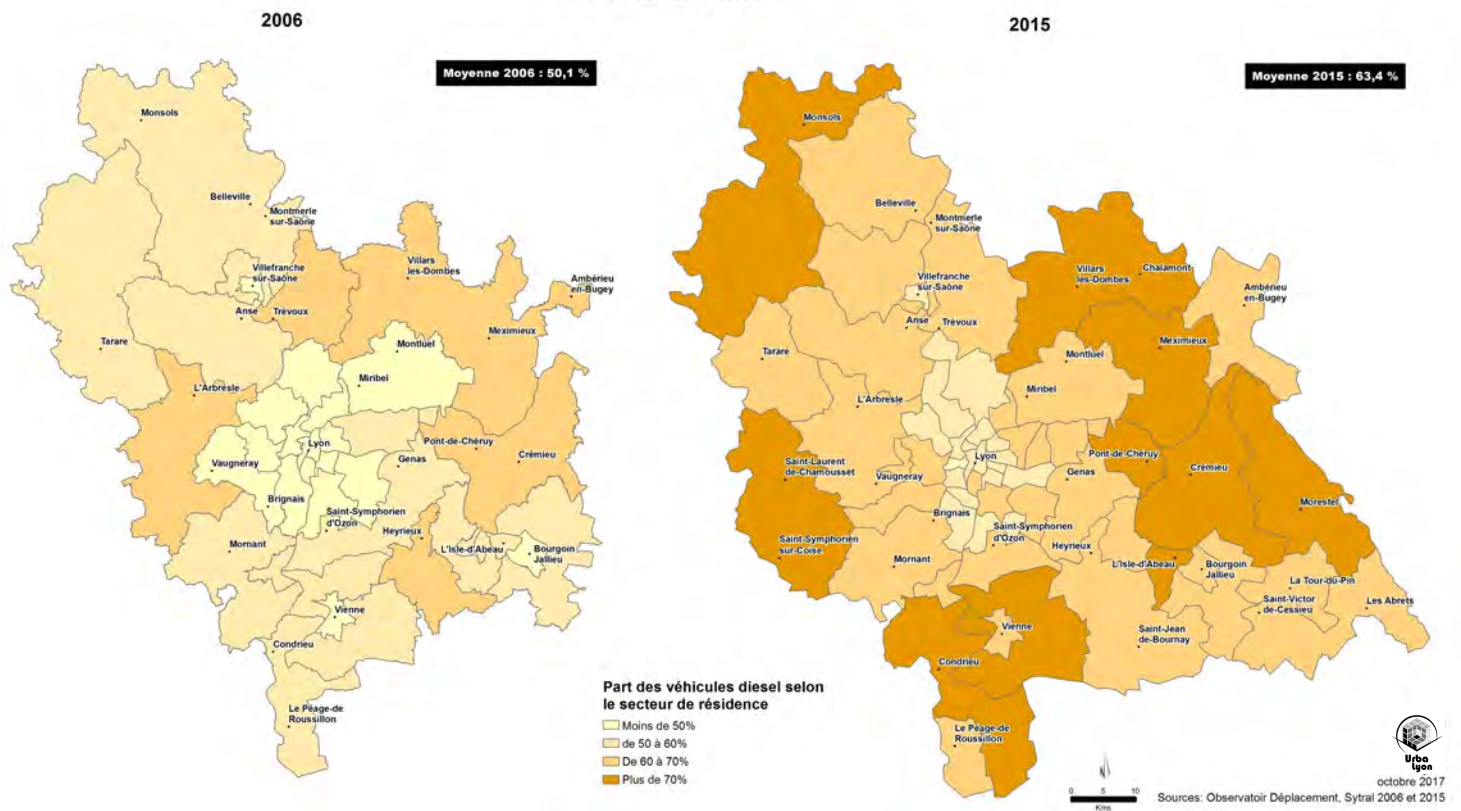 2006
Moyenne 2006 : 50,1 %
Monsols
Belleville
Montmerle
sur-Saône
Villars
les-Dombes
Villefranche
sur-Saône
Ambérieu
en-Bugey
Anse
Trévoux
Meximieux
Tarare
Montluel
Miribel
L'Arbresle
Lyon
Pont-de-Chéruy
Crémieu
Genas
Vaugneray
Brignais
Saint-Symphorien
d'Ozon
Heyrieux
Mornant
L'Isle-d'Abeau
Bourgoin
Jallieu
Vienne
Condrieu
Le Péage-de
Roussillon
2015
Moyenne 2015 : 63,4 %
Monsols
Belleville
Montmerle
sur-Saône
Villars
les-Dombes
Chalamont
Villefranche
sur-Saône
Ambérieu
en-Bugey
Anse
Trévoux
Meximieux
Tarare
Montluel
Miribel
L'Arbresle
Lyon
Pont-de-Chéruy
Saint-Laurent
de-Chamousset
Vaugneray
Genas
Crémieu
Morestel
Brignais
Saint-Symphorien
d'Ozon
Saint-Symphorien
sur-Coise
Heyrieux
Mornant
L'Isle-d'Abeau
Bourgoin
Jallieu
La Tour-du-Pin
Saint-Victor
de-Cessieu
Les Abrets
Vienne
Saint-Jean
de-Bournay
Condrieu
Le Péage-de
Roussillon
Part des véhicules diesel selon
le secteur de résidence
Moins de 50%
de 50 à 60%
De 60 à 70%
Plus de 70%
N
0 5 10
Kms
Urba
Lyon
octobre 2017
Sources: Observatoir Déplacement, Sytral 2006 et 2015